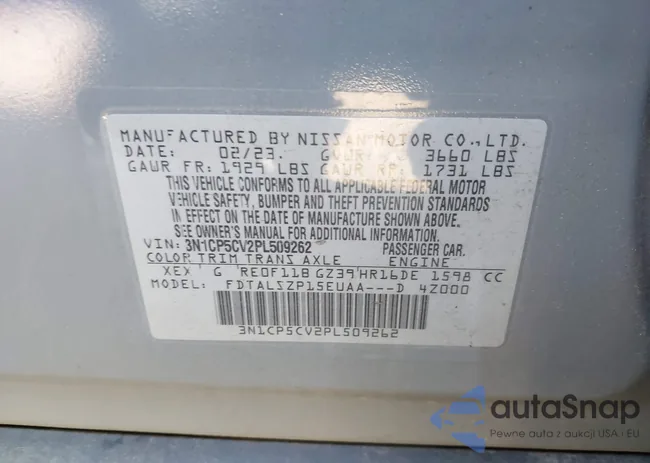 MANUFACTURED BY NISSAN MOTOR CO., LTD.
DATE: 02/23. GVWR 3660 LBS
GAWR FR: 1929 LBS GAWR RR: 1731 LBS
THIS VEHICLE CONFORMS TO ALL APPLICABLE FEDERAL MOTOR
VEHICLE SAFETY, BUMPER AND THEFT PREVENTION STANDARDS
IN EFFECT ON THE DATE OF MANUFACTURE SHOWN ABOVE.
SEE OWNER'S MANUAL FOR ADDITIONAL INFORMATION
VIN: 3N1CP5CV2PL509262 PASSENGER CAR.
COLOR TRIM TRANS AXLE ENGINE
XEX G RE0F11B GZ39 HR16DE 1598 CC
MODEL: FDTALSZP15EUAA---D 4Z000
3N1CP5CV2PL509262
autaSnap
Pewne auta z aukcji USA i EU